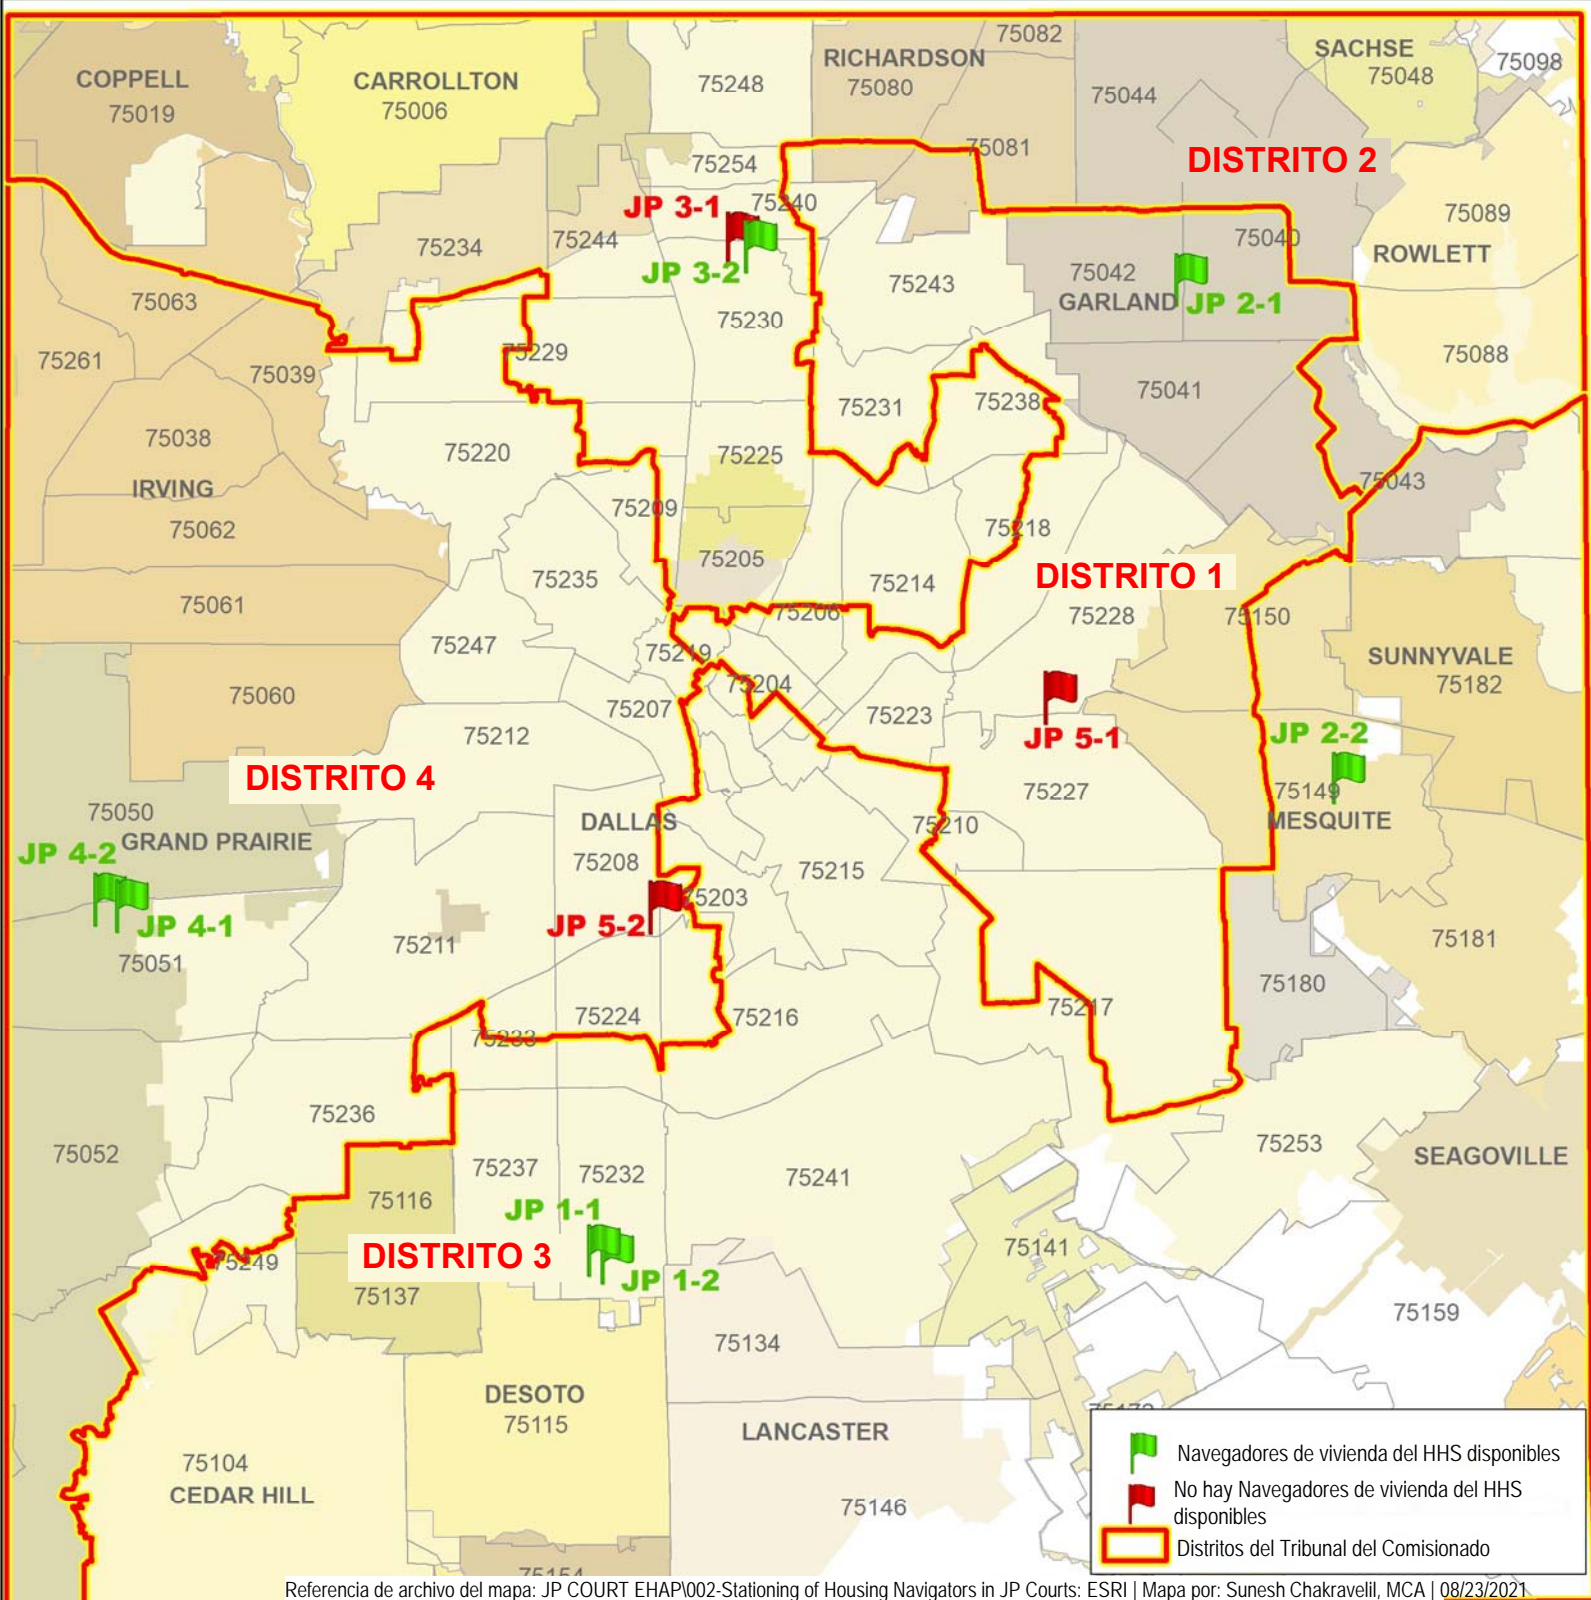 COPPELL
75019
CARROLLTON
75006
75248
RICHARDSON
75080
75082
75044
SACHSE
75048
75098
75254
75081
DISTRITO 2
75240
JP 3-1
JP 3-2
75234
75244
75089
ROWLETT
75040
75042
GARLAND
JP 2-1
75243
75063
75230
75261
75039
75229
75088
75041
75231
75238
75038
75220
75225
IRVING
75043
75062
75209
75218
75205
75235
75214
DISTRITO 1
75061
75206
75228
75150
75247
75219
SUNNYVALE
75182
75204
75060
75207
75223
75212
JP 5-1
JP 2-2
DISTRITO 4
75227
75149
75050
DALLAS
75210
MESQUITE
GRAND PRAIRIE
JP 4-2
75208
75215
75203
JP 4-1
JP 5-2
75211
75181
75051
75180
75217
75224
75216
75233
75236
75253
75052
SEAGOVILLE
75237
75232
75241
75116
JP 1-1
75141
DISTRITO 3
75249
JP 1-2
75137
75159
75134
DESOTO
75115
LANCASTER
75104
CEDAR HILL
75146
75154
Navegadores de vivienda del HHS disponibles
No hay Navegadores de vivienda del HHS
disponibles
Distritos del Tribunal del Comisionado
Referencia de archivo del mapa: JP COURT EHAP\002-Stationing of Housing Navigators in JP Courts: ESRI | Mapa por: Sunesh Chakravelil, MCA | 08/23/2021